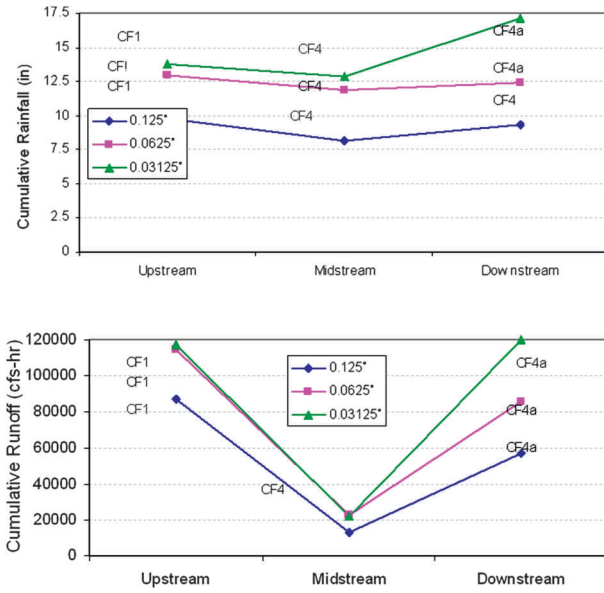 17.5
15
12.5
10
7.5
5
2.5
0
Cumulative Rainfall (in)
CF1
CF!
CF1
CF4
CF4
CF4
CF4a
CF4a
CF4
0.125°
0.0625°
0.03125°
Upstream
Midstream
Downstream
120000
100000
80000
60000
40000
20000
0
Cumulative Runoff (cfs-hr)
CF1
CF1
CF1
CF4
CF4a
CF4a
CF4a
0.125°
0.0625°
0.03125°
Upstream
Midstream
Downstream